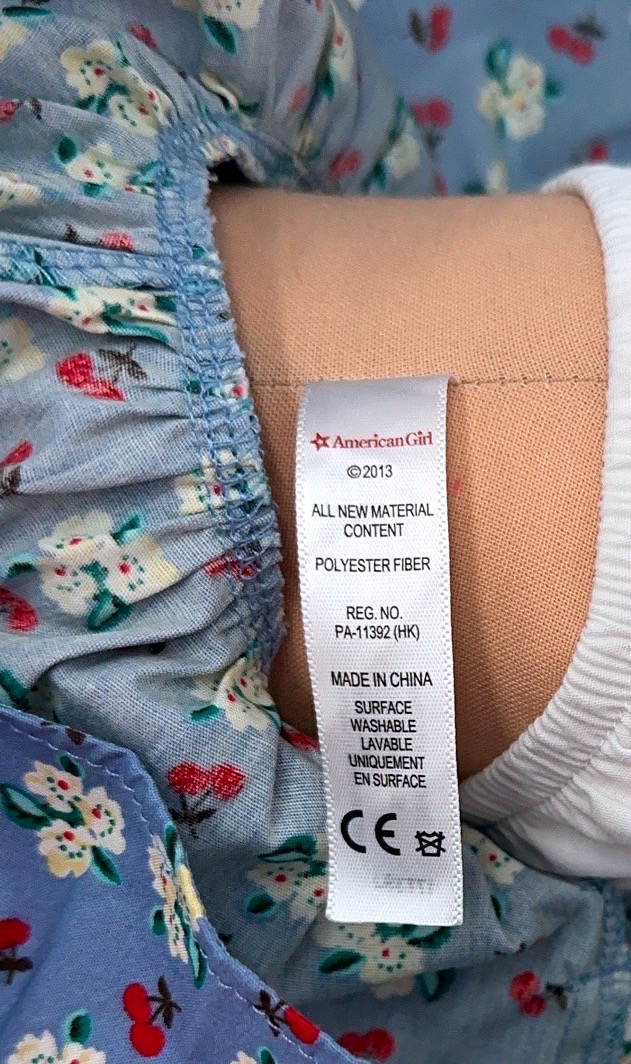 American Girl
©2013
ALL NEW MATERIAL
CONTENT
POLYESTER FIBER
REG. NO.
PA-11392 (HK)
MADE IN CHINA
SURFACE
WASHABLE
LAVABLE
UNIQUEMENT
EN SURFACE
CE